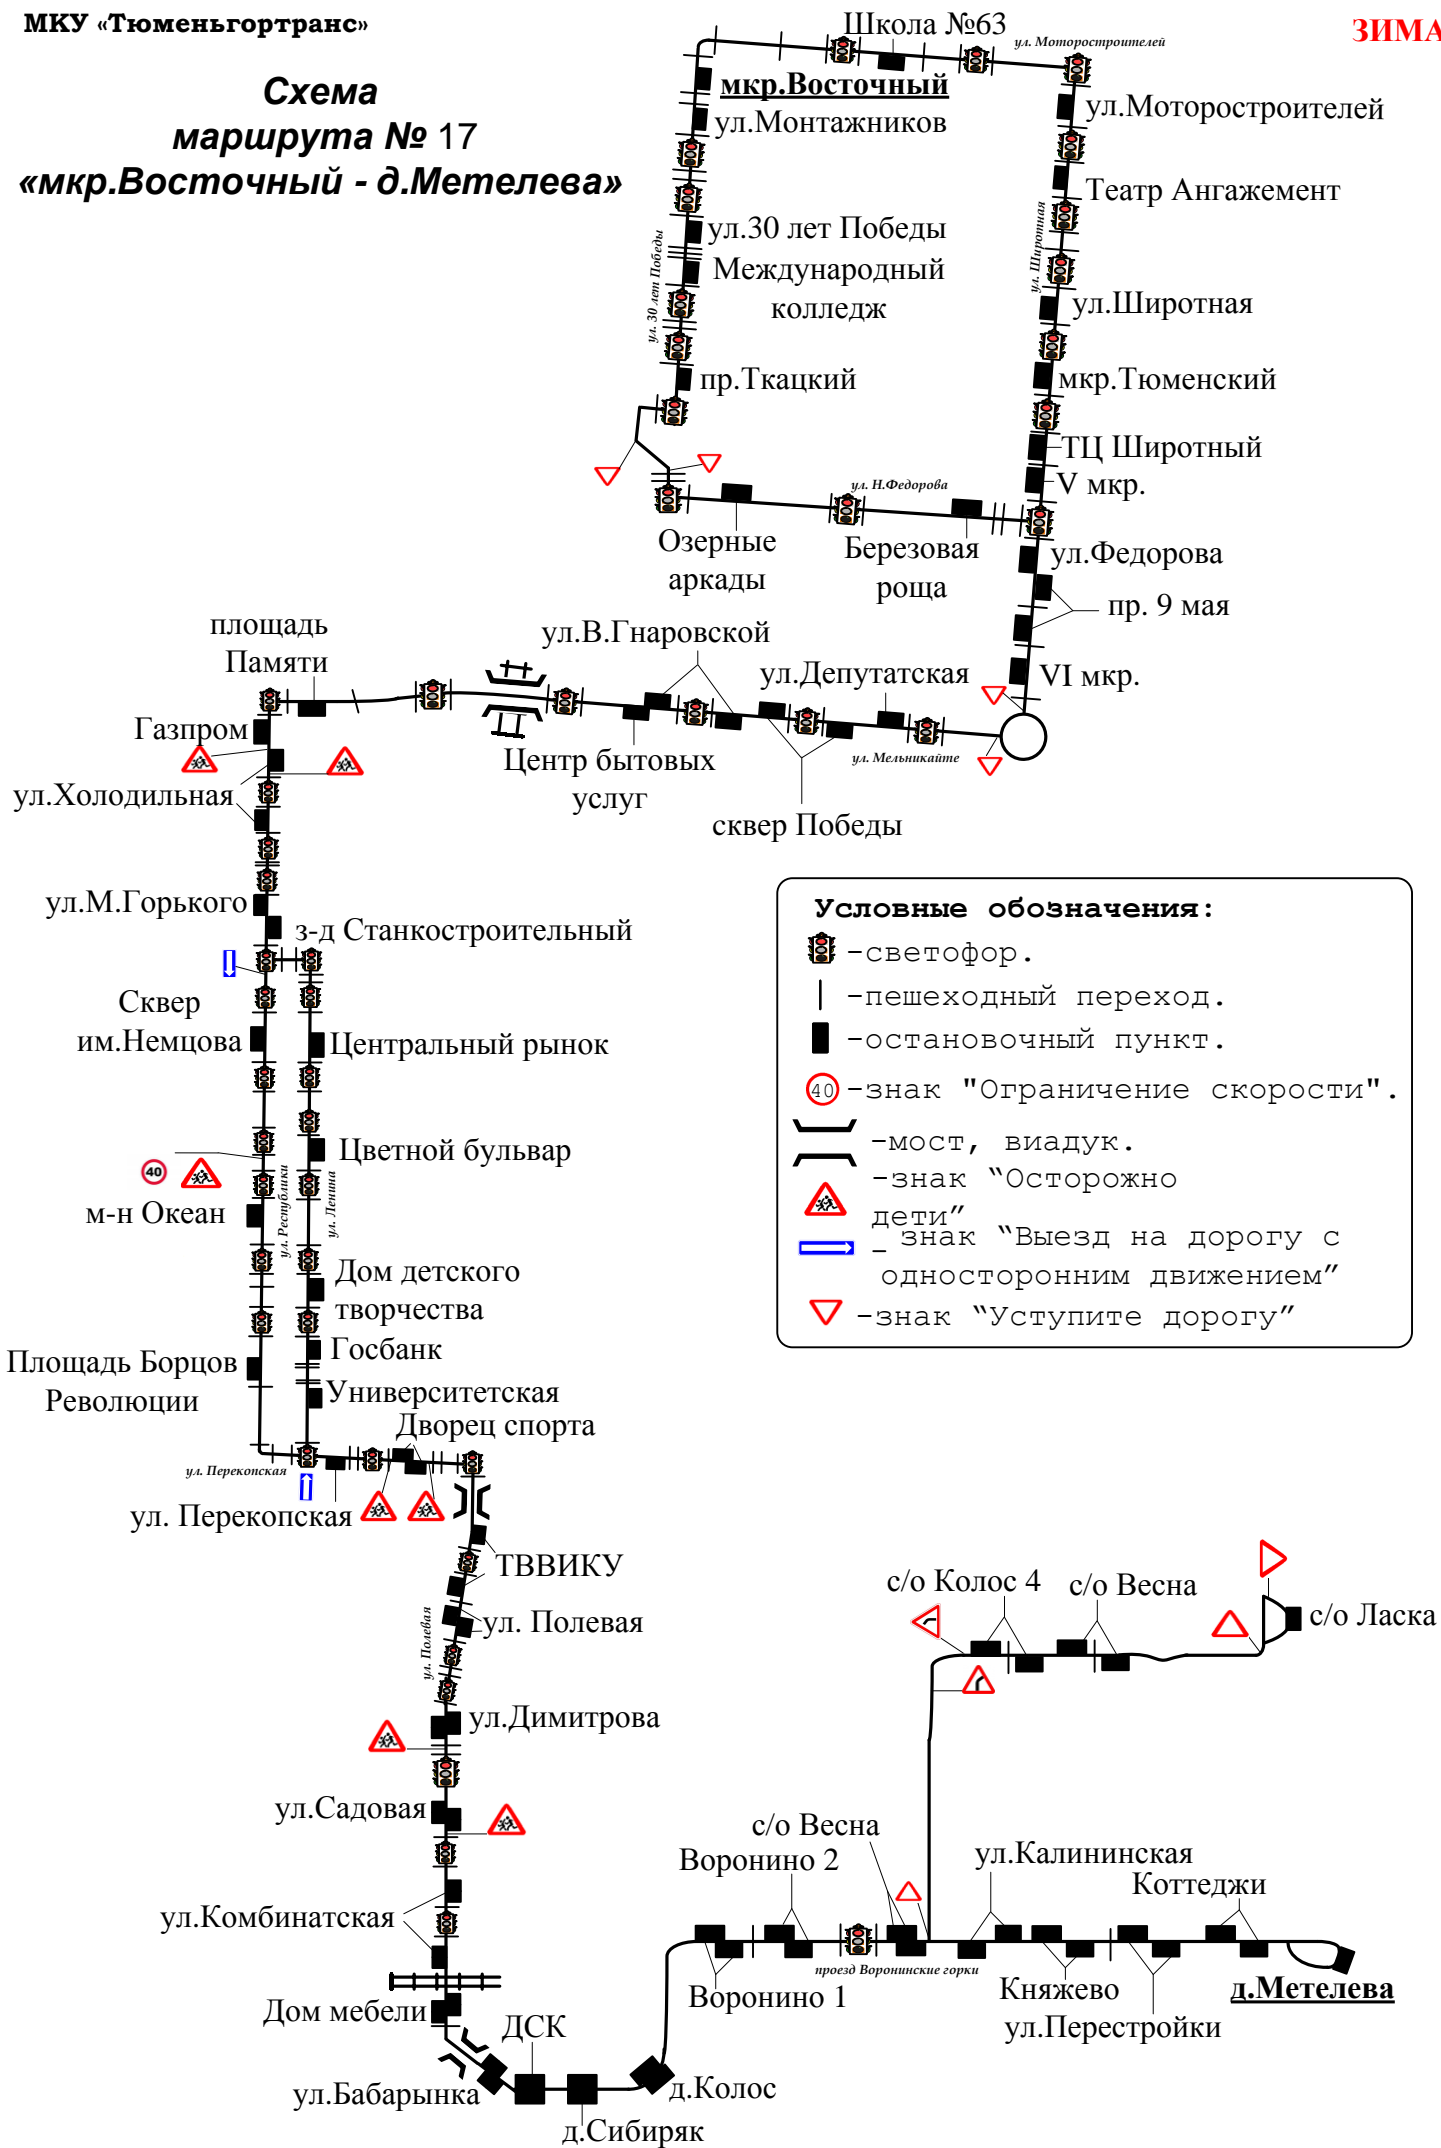 МКУ «Тюменьгортранс»
ЗИМА
Схема
маршрута № 17
«мкр.Восточный - д.Метелева»
Школа №63
ул. Моторостроителей
мкр.Восточный
ул.Монтажников
ул.Моторостроителей
Театр Ангажемент
ул.30 лет Победы
ул. 30 лет Победы
Международный
колледж
ул. Широтная
ул.Широтная
пр.Ткацкий
мкр.Тюменский
ТЦ Широтный
V мкр.
ул. Н.Федорова
Озерные
аркады
Березовая
роща
ул.Федорова
пр. 9 мая
VI мкр.
площадь
Памяти
ул.В.Гнаровской
ул.Депутатская
Газпром
Центр бытовых
услуг
ул. Мельникайте
сквер Победы
ул.Холодильная
ул.М.Горького
з-д Станкостроительный
Сквер
им.Немцова
Центральный рынок
Цветной бульвар
40
м-н Океан
ул. Республики
ул. Ленина
Дом детского
творчества
Госбанк
Площадь Борцов
Революции
Университетская
Дворец спорта
ул. Перекопская
ул. Перекопская
Условные обозначения:
-светофор.
-пешеходный переход.
-остановочный пункт.
40 -знак "Ограничение скорости".
-мост, виадук.
-знак “Осторожно
дети”
- знак “Выезд на дорогу с
односторонним движением”
-знак “Уступите дорогу”
ТВВИКУ
ул. Полевая
ул. Полевая
ул.Димитрова
ул.Садовая
ул.Комбинатская
Дом мебели
ул.Бабарынка
ДСК
д.Сибиряк
д.Колос
с/о Колос 4
с/о Весна
с/о Ласка
с/о Весна
Воронино 2
ул.Калининская
Коттеджи
проезд Воронинские горки
Воронино 1
Княжево
ул.Перестройки
д.Метелева